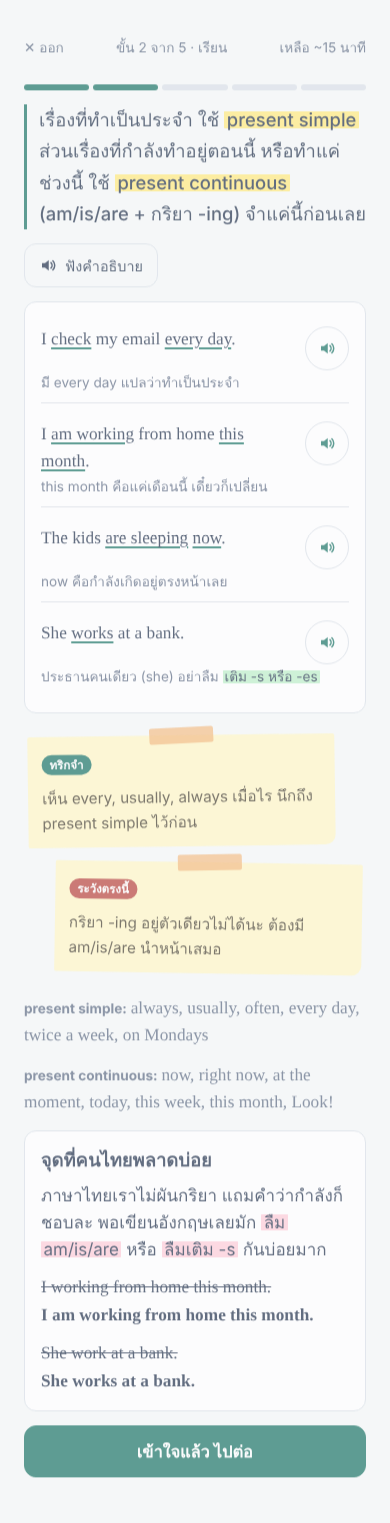 ✕ ออก
ขั้น 2 จาก 5 · เรียน
เหลือ ~15 นาที
เรื่องที่ทำเป็นประจำ ใช้ present simple
ส่วนเรื่องที่กำลังทำอยู่ตอนนี้ หรือทำแค่
ช่วงนี้ ใช้ present continuous
(am/is/are + กริยา -ing) จำแค่นี้ก่อนเลย
ฟังคำอธิบาย
I check my email every day.
มี every day แปลว่าทำเป็นประจำ
I am working from home this
month.
this month คือแค่เดือนนี้ เดี๋ยวก็เปลี่ยน
The kids are sleeping now.
now คือกำลังเกิดอยู่ตรงหน้าเลย
She works at a bank.
ประธานคนเดียว (she) อย่าลืม เติม -s หรือ -es
ทริกจำ
เห็น every, usually, always เมื่อไร นึกถึง
present simple ไว้ก่อน
ระวังตรงนี้
กริยา -ing อยู่ตัวเดียวไม่ได้นะ ต้องมี
am/is/are นำหน้าเสมอ
present simple: always, usually, often, every day,
twice a week, on Mondays
present continuous: now, right now, at the
moment, today, this week, this month, Look!
จุดที่คนไทยพลาดบ่อย
ภาษาไทยเราไม่ผันกริยา แถมคำว่ากำลังก็
ชอบละ พอเขียนอังกฤษเลยมัก ลืม
am/is/are หรือ ลืมเติม -s กันบ่อยมาก
I working from home this month.
I am working from home this month.
She work at a bank.
She works at a bank.
เข้าใจแล้ว ไปต่อ